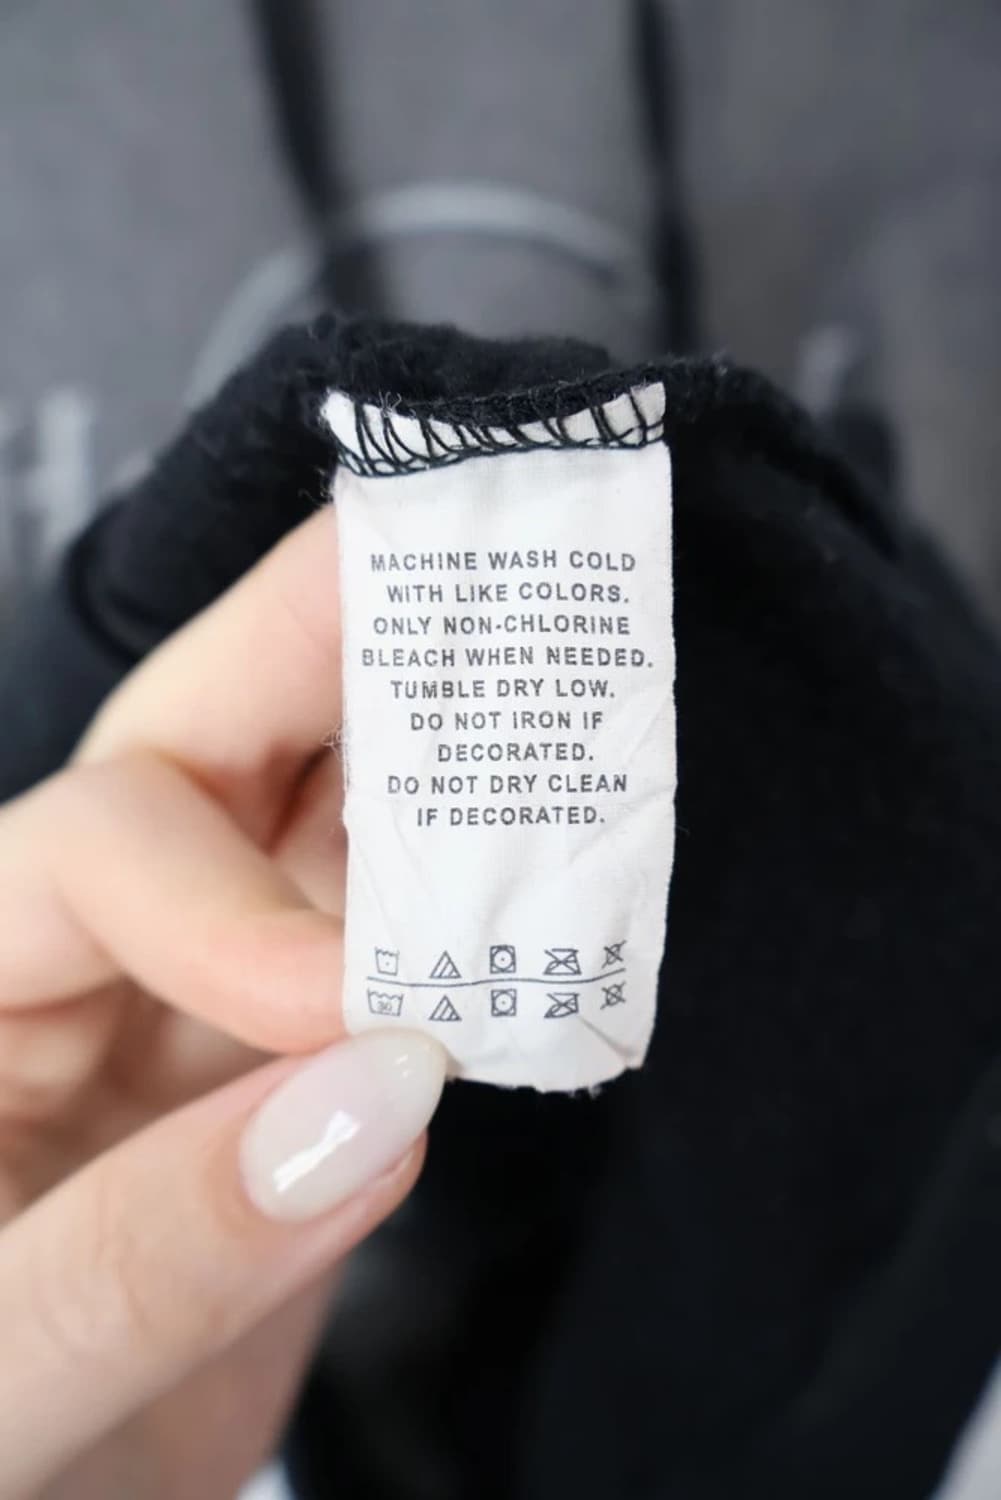 MACHINE WASH COLD
WITH LIKE COLORS.
ONLY NON-CHLORINE
BLEACH WHEN NEEDED.
TUMBLE DRY LOW.
DO NOT IRON IF
DECORATED.
DO NOT DRY CLEAN
IF DECORATED.
30